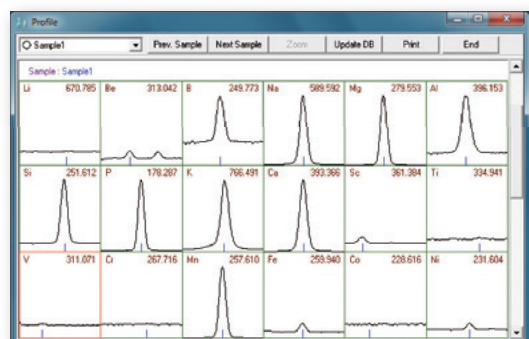 Profile
Sample1 Prev. Sample Next Sample Zoom Update DB Print End
Sample : Sample1
Li 670.785 Be 313.042 B 249.773 Na 589.592 Mg 279.553 Al 396.153
Si 251.612 P 178.287 K 766.491 Ca 393.366 Sc 361.384 Ti 334.941
V 311.071 Cr 267.716 Mn 257.610 Fe 259.940 Co 228.616 Ni 231.604